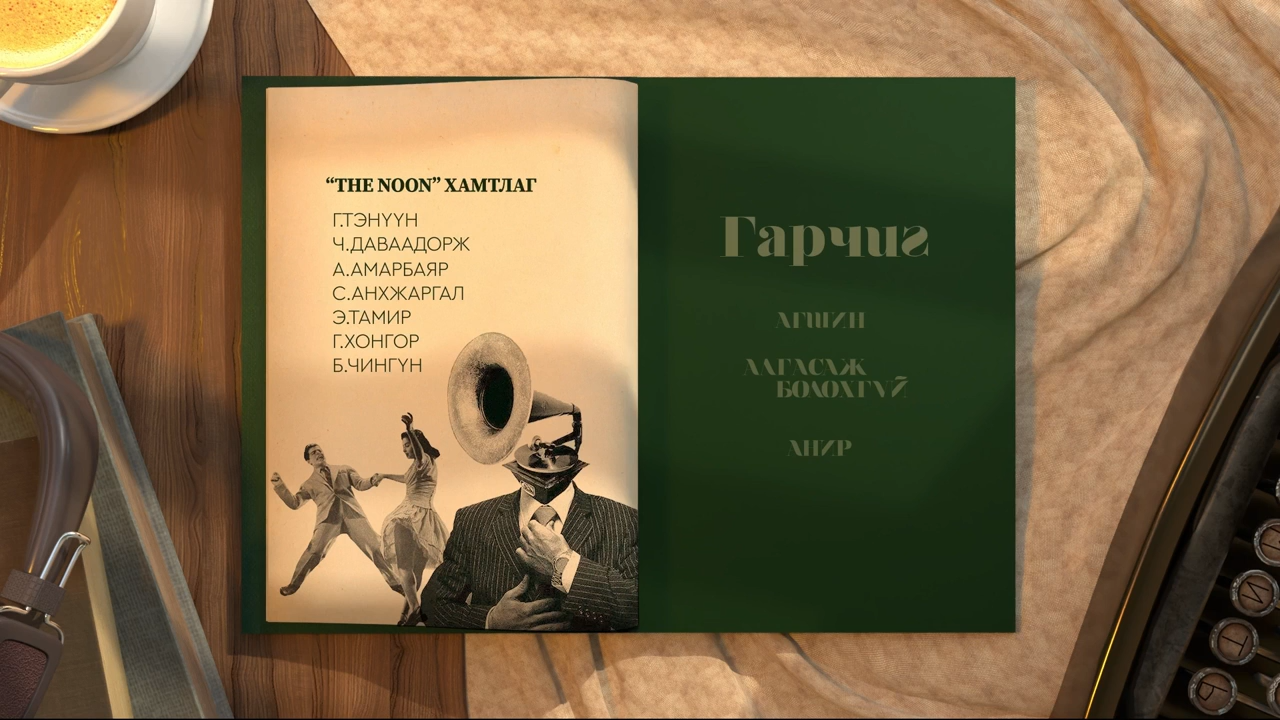 “THE NOON” ХАМТЛАГ
Г.ТЭНҮҮН
Ч.ДАВААДОРЖ
А.АМАРБАЯР
С.АНХЖАРГАЛ
Э.ТАМИР
Г.ХОНГОР
Б.ЧИНГҮН
Гарчиг
АГШИН
ДАГАСАЖ
БОЛОХГҮЙ
АНИР